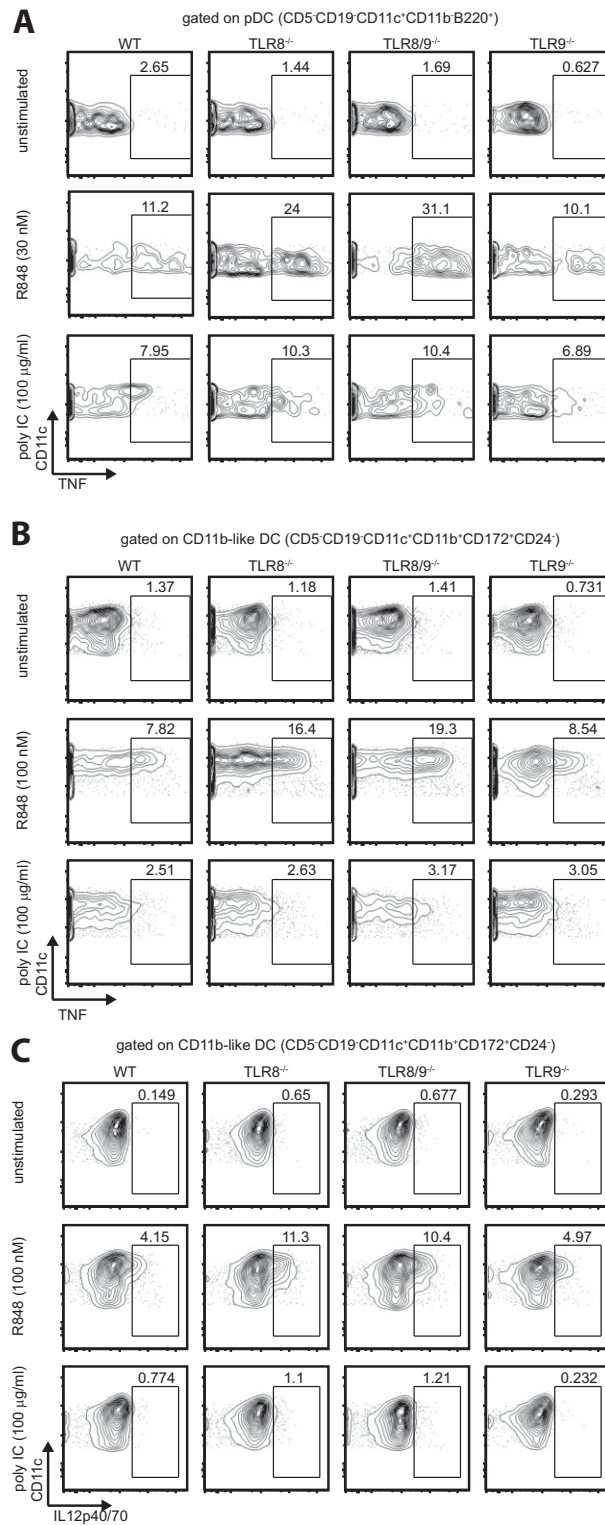 A
gated on pDC (CD5⁻CD19⁻CD11c⁺CD11b⁻B220⁺)
WT TLR8⁻/⁻ TLR8/9⁻/⁻ TLR9⁻/⁻
unstimulated
2.65 1.44 1.69 0.627
R848 (30 nM)
11.2 24 31.1 10.1
poly IC (100 µg/ml)
7.95 10.3 10.4 6.89
CD11c
TNF
B
gated on CD11b-like DC (CD5⁻CD19⁻CD11c⁺CD11b⁺CD172⁺CD24⁻)
WT TLR8⁻/⁻ TLR8/9⁻/⁻ TLR9⁻/⁻
unstimulated
1.37 1.18 1.41 0.731
R848 (100 nM)
7.82 16.4 19.3 8.54
poly IC (100 µg/ml)
2.51 2.63 3.17 3.05
CD11c
TNF
C
gated on CD11b-like DC (CD5⁻CD19⁻CD11c⁺CD11b⁺CD172⁺CD24⁻)
WT TLR8⁻/⁻ TLR8/9⁻/⁻ TLR9⁻/⁻
unstimulated
0.149 0.65 0.677 0.293
R848 (100 nM)
4.15 11.3 10.4 4.97
poly IC (100 µg/ml)
0.774 1.1 1.21 0.232
CD11c
IL12p40/70